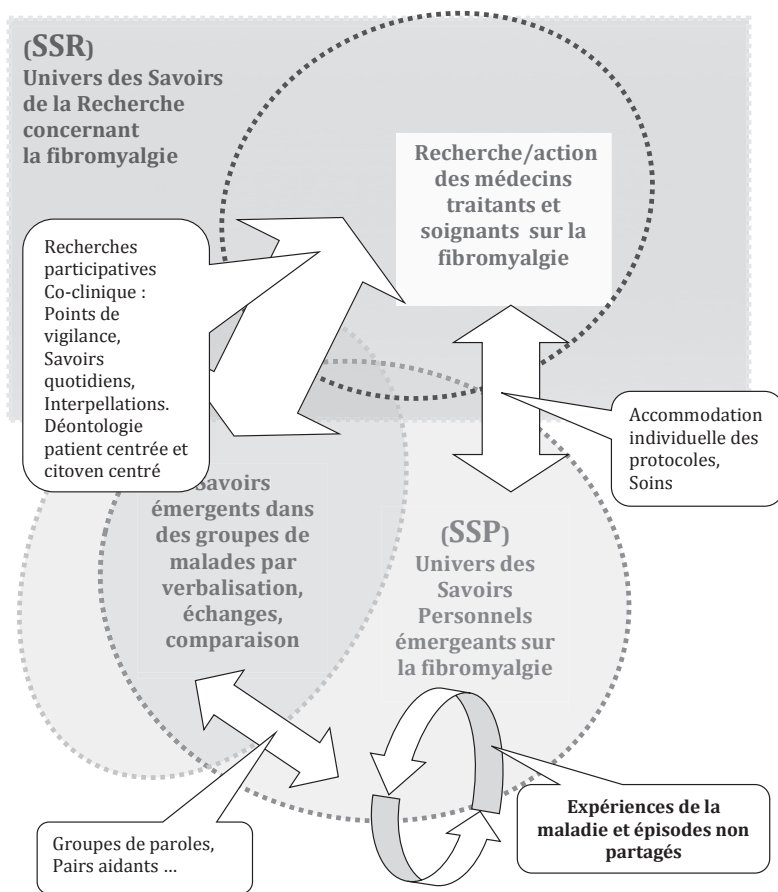 (SSR)
Univers des Savoirs
de la Recherche
concernant
la fibromyalgie
Recherche/action
des médecins
traitants et
soignants sur la
fibromyalgie
Recherches
participatives
Co-clinique :
Points de
vigilance,
Savoirs
quotidiens,
Interpellations.
Déontologie
patient centrée et
citoyen centré
Accommodation
individuelle des
protocoles,
Soins
Savoirs
émergents dans
des groupes de
malades par
verbalisation,
échanges,
comparaison
(SSP)
Univers des
Savoirs
Personnels
émergeants sur
la fibromyalgie
Groupes de paroles,
Pairs aidants ...
Expériences de la
maladie et épisodes non
partagés